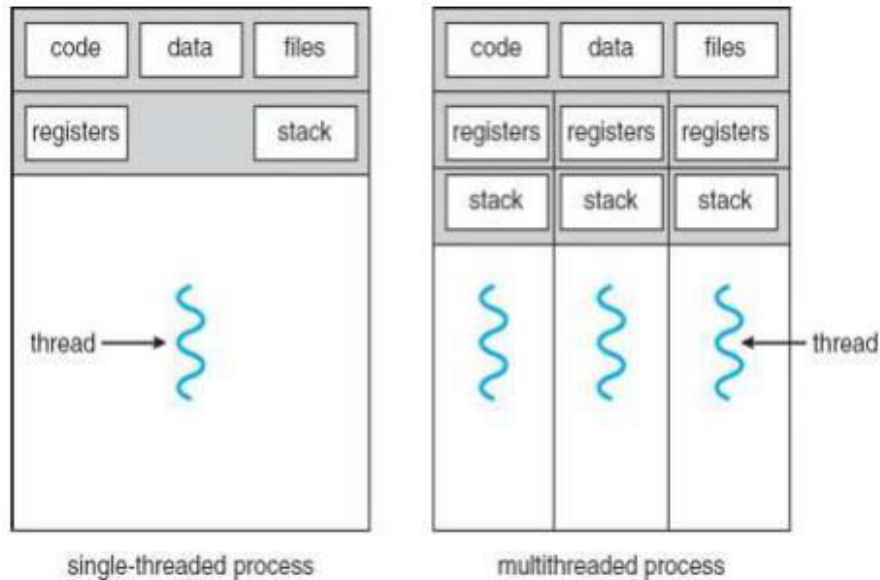 code data files code data files
registers stack registers registers registers
stack stack stack
thread thread
single-threaded process multithreaded process